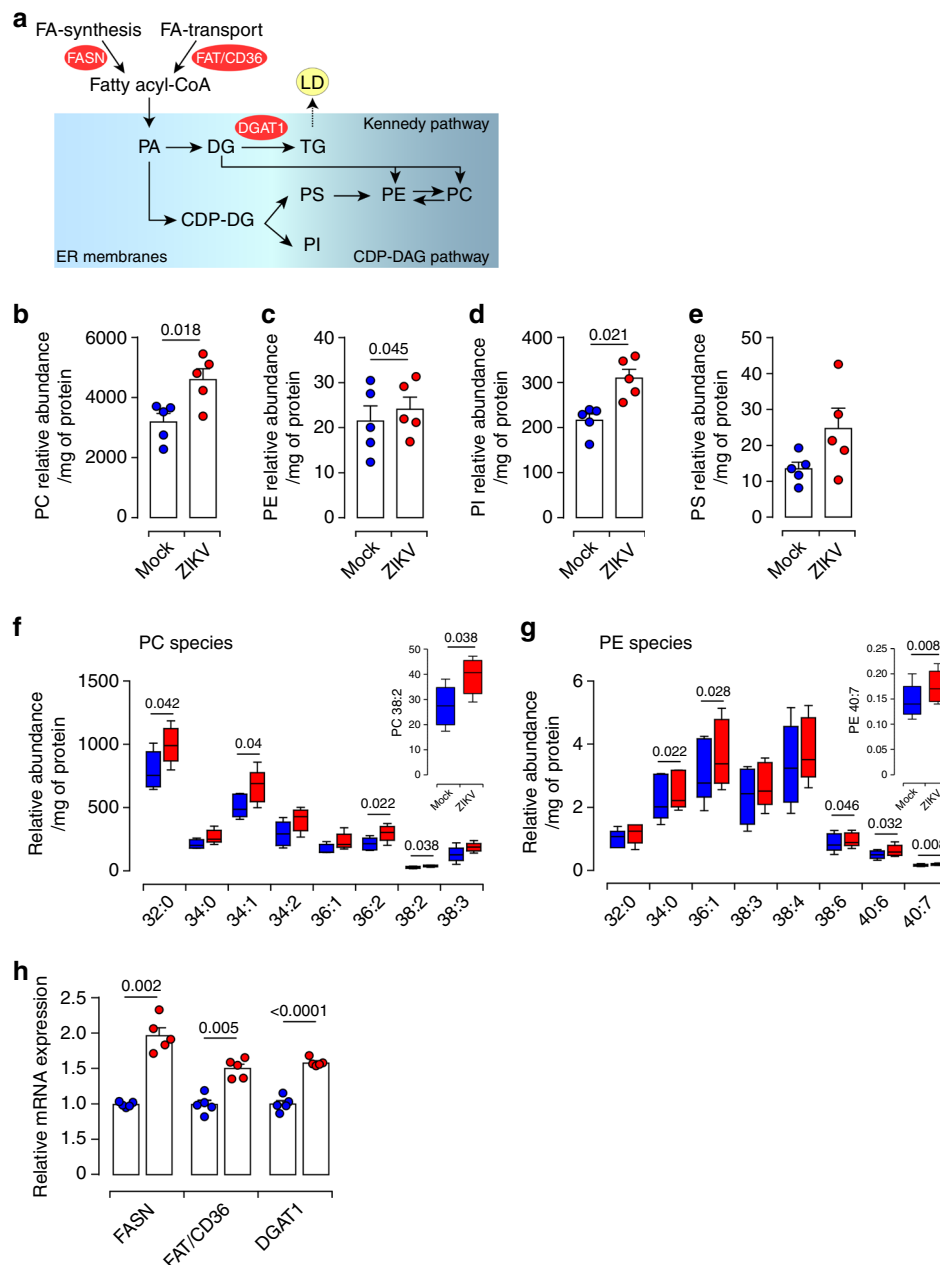 a
FA-synthesis FA-transport
FASN FAT/CD36
Fatty acyl-CoA
LD
DGAT1 Kennedy pathway
PA DG TG
PS PE PC
CDP-DG
PI
ER membranes CDP-DAG pathway
b
PC relative abundance
/mg of protein
6000
4000
2000
0
0.018
Mock
ZIKV
c
PE relative abundance
/mg of protein
40
30
20
10
0
0.045
Mock
ZIKV
d
PI relative abundance
/mg of protein
400
300
200
100
0
0.021
Mock
ZIKV
e
PS relative abundance
/mg of protein
50
40
30
20
10
0
Mock
ZIKV
f
PC species
Relative abundance
/mg of protein
1500
1000
500
0
0.042
0.04
0.022
0.038
32:0
34:0
34:1
34:2
36:1
36:2
38:2
38:3
PC 38:2
50
40
30
20
10
0
0.038
Mock
ZIKV
g
PE species
Relative abundance
/mg of protein
6
4
2
0
0.022
0.028
0.046
0.032
0.008
32:0
34:0
36:1
38:3
38:4
38:6
40:6
40:7
PE 40:7
0.25
0.20
0.15
0.10
0.05
0
0.008
Mock
ZIKV
h
Relative mRNA expression
2.5
2.0
1.5
1.0
1.5
0
0.002
0.005
<0.0001
FASN
FAT/CD36
DGAT1